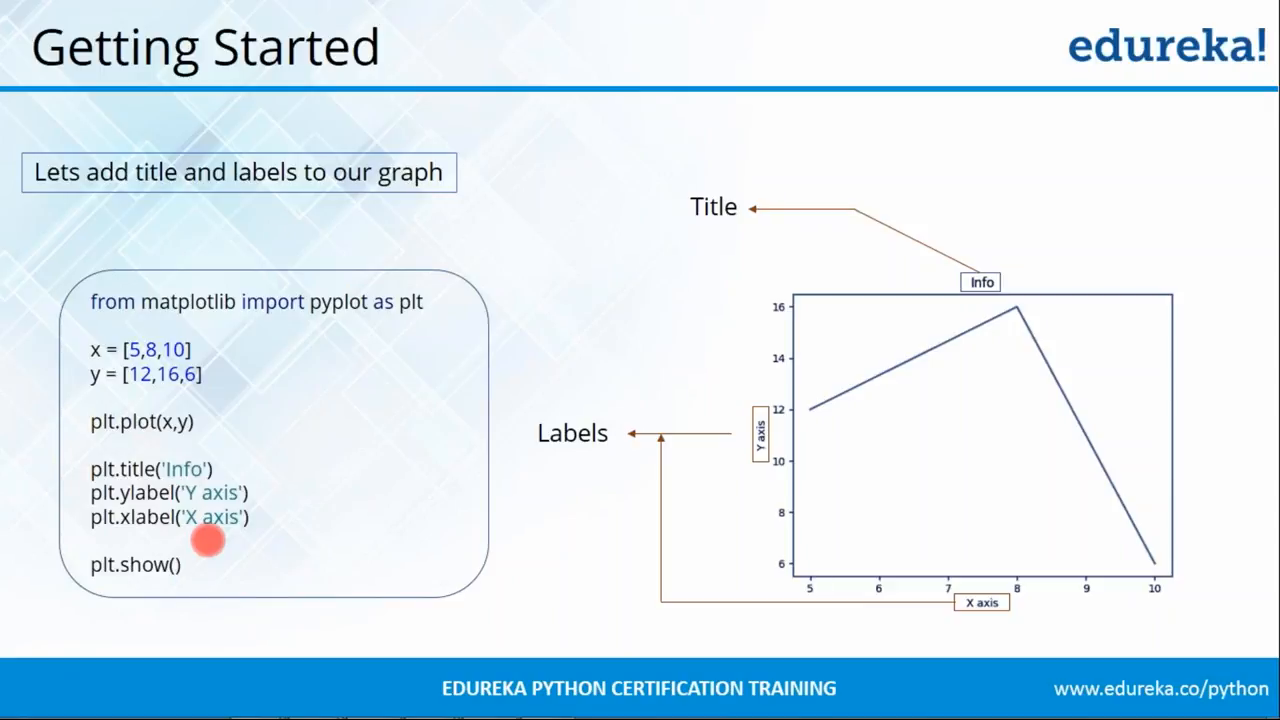 Getting Started
edureka!
Lets add title and labels to our graph
from matplotlib import pyplot as plt
x = [5,8,10]
y = [12,16,6]
plt.plot(x,y)
plt.title('Info')
plt.ylabel('Y axis')
plt.xlabel('X axis')
plt.show()
Title
Info
Labels
Y axis
16
14
12
10
8
6
5 6 7 8 9 10
X axis
EDUREKA PYTHON CERTIFICATION TRAINING
www.edureka.co/python